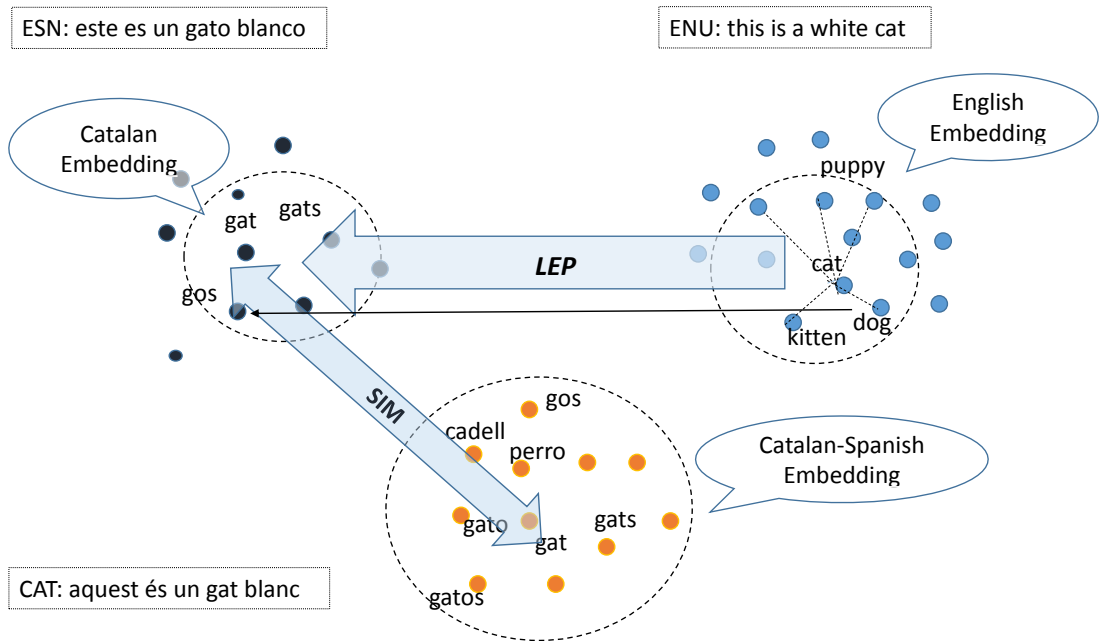 ESN: este es un gato blanco
ENU: this is a white cat
Catalan
Embedding
English
Embedding
puppy
gat
gats
LEP
cat
gos
dog
kitten
SIM
gos
cadell
perro
Catalan-Spanish
Embedding
gato
gats
gat
CAT: aquest és un gat blanc
gatos